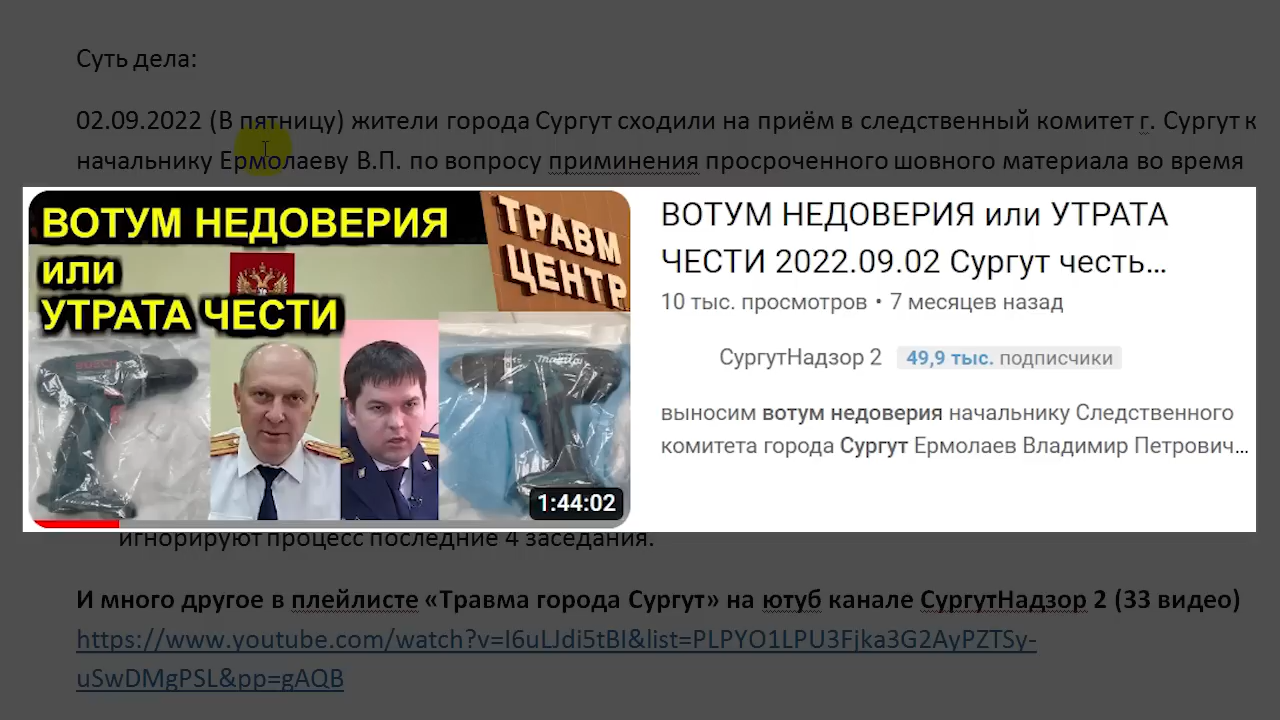 Суть дела:
02.09.2022 (В пятницу) жители города Сургут сходили на приём в следственный комитет г. Сургут к
начальнику Ермолаеву В.П. по вопросу приминения просроченного шовного материала во время
ВОТУМ НЕДОВЕРИЯ
или
УТРАТА ЧЕСТИ
ТРАВМ
ЦЕНТР
BOSCH
makita
1:44:02
ВОТУМ НЕДОВЕРИЯ или УТРАТА
ЧЕСТИ 2022.09.02 Сургут честь...
10 тыс. просмотров • 7 месяцев назад
СургутНадзор 2 49,9 тыс. подписчики
выносим вотум недоверия начальнику Следственного
комитета города Сургут Ермолаев Владимир Петрович...
игнорируют процесс последние 4 заседания.
И много другое в плейлисте «Травма города Сургут» на ютуб канале СургутНадзор 2 (33 видео)
https://www.youtube.com/watch?v=I6uLJdi5tBI&list=PLPYO1LPU3Fjka3G2AyPZTSy-
uSwDMgPSL&pp=gAQB